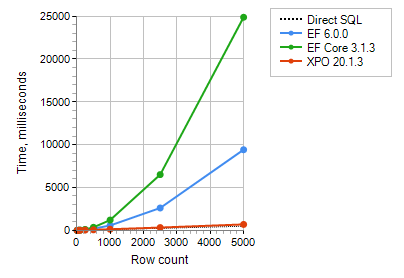 25000
20000
15000
10000
5000
0
0
1000
2000
3000
4000
5000
Time, milliseconds
Row count
Direct SQL
EF 6.0.0
EF Core 3.1.3
XPO 20.1.3